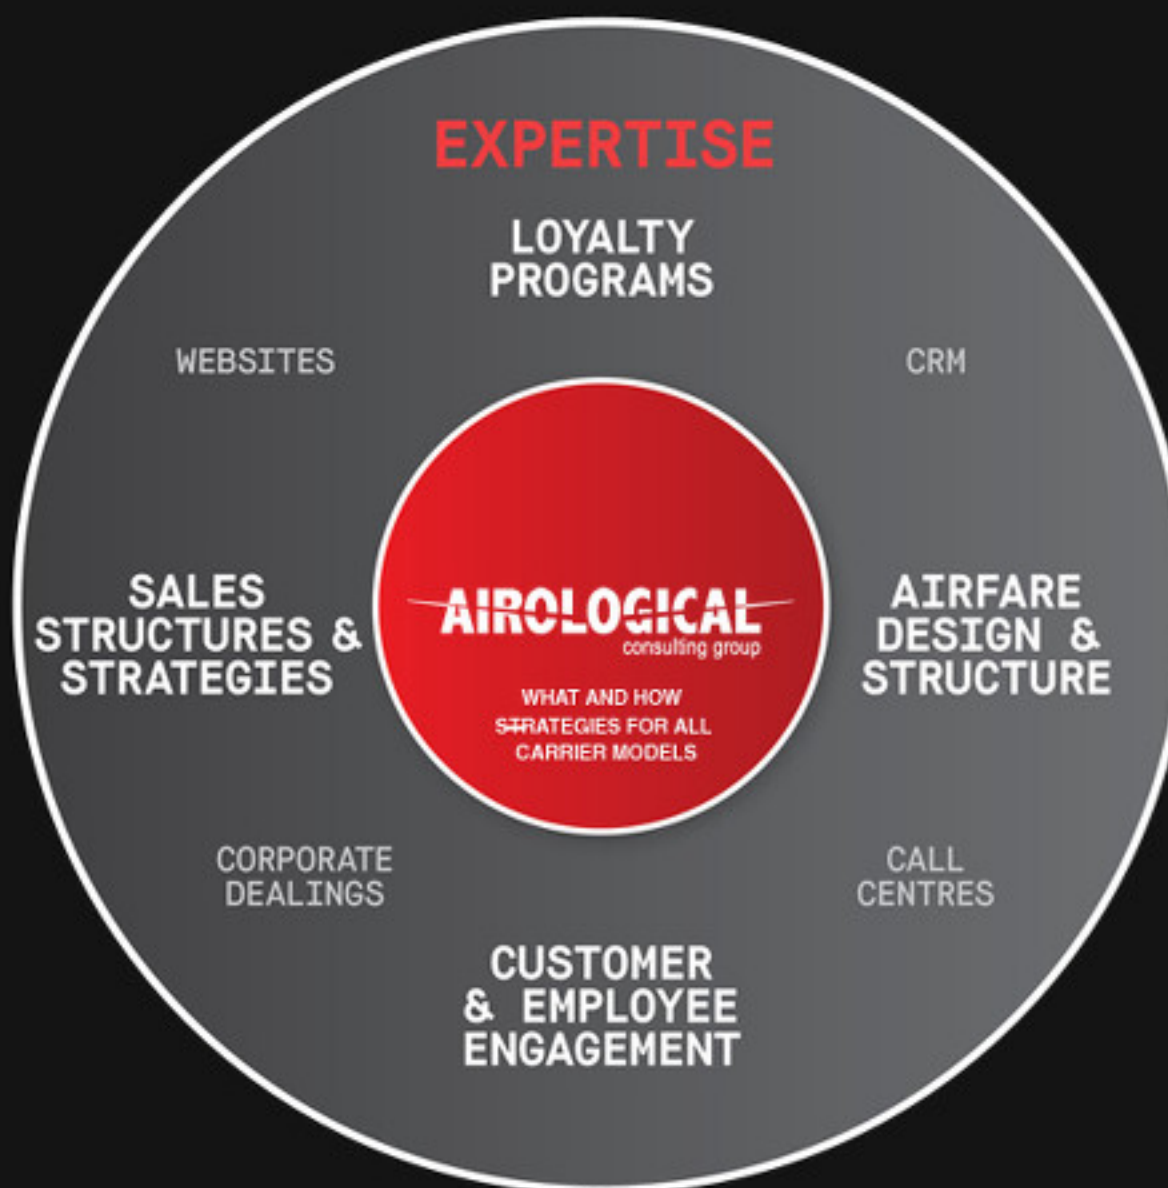 EXPERTISE
LOYALTY
PROGRAMS
WEBSITES
CRM
SALES
STRUCTURES &
STRATEGIES
AIROLOGICAL
consulting group
WHAT AND HOW
STRATEGIES FOR ALL
CARRIER MODELS
AIRFARE
DESIGN &
STRUCTURE
CORPORATE
DEALINGS
CALL
CENTRES
CUSTOMER
& EMPLOYEE
ENGAGEMENT